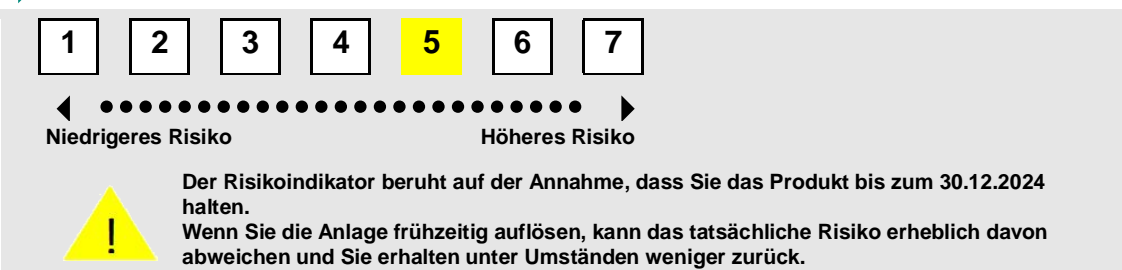 1 2 3 4 5 6 7
Niedrigeres Risiko Höheres Risiko
Der Risikoindikator beruht auf der Annahme, dass Sie das Produkt bis zum 30.12.2024
halten.
! Wenn Sie die Anlage frühzeitig auflösen, kann das tatsächliche Risiko erheblich davon
abweichen und Sie erhalten unter Umständen weniger zurück.